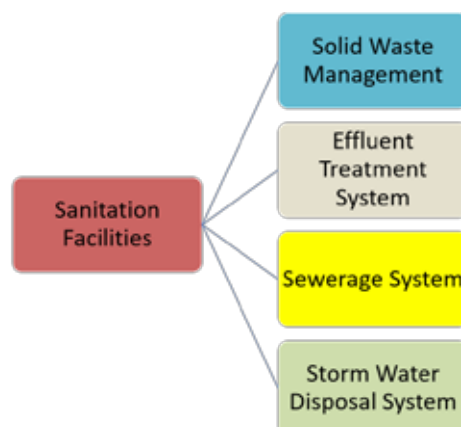 Solid Waste
Management
Effluent
Treatment
System
Sanitation
Facilities
Sewerage System
Storm Water
Disposal System